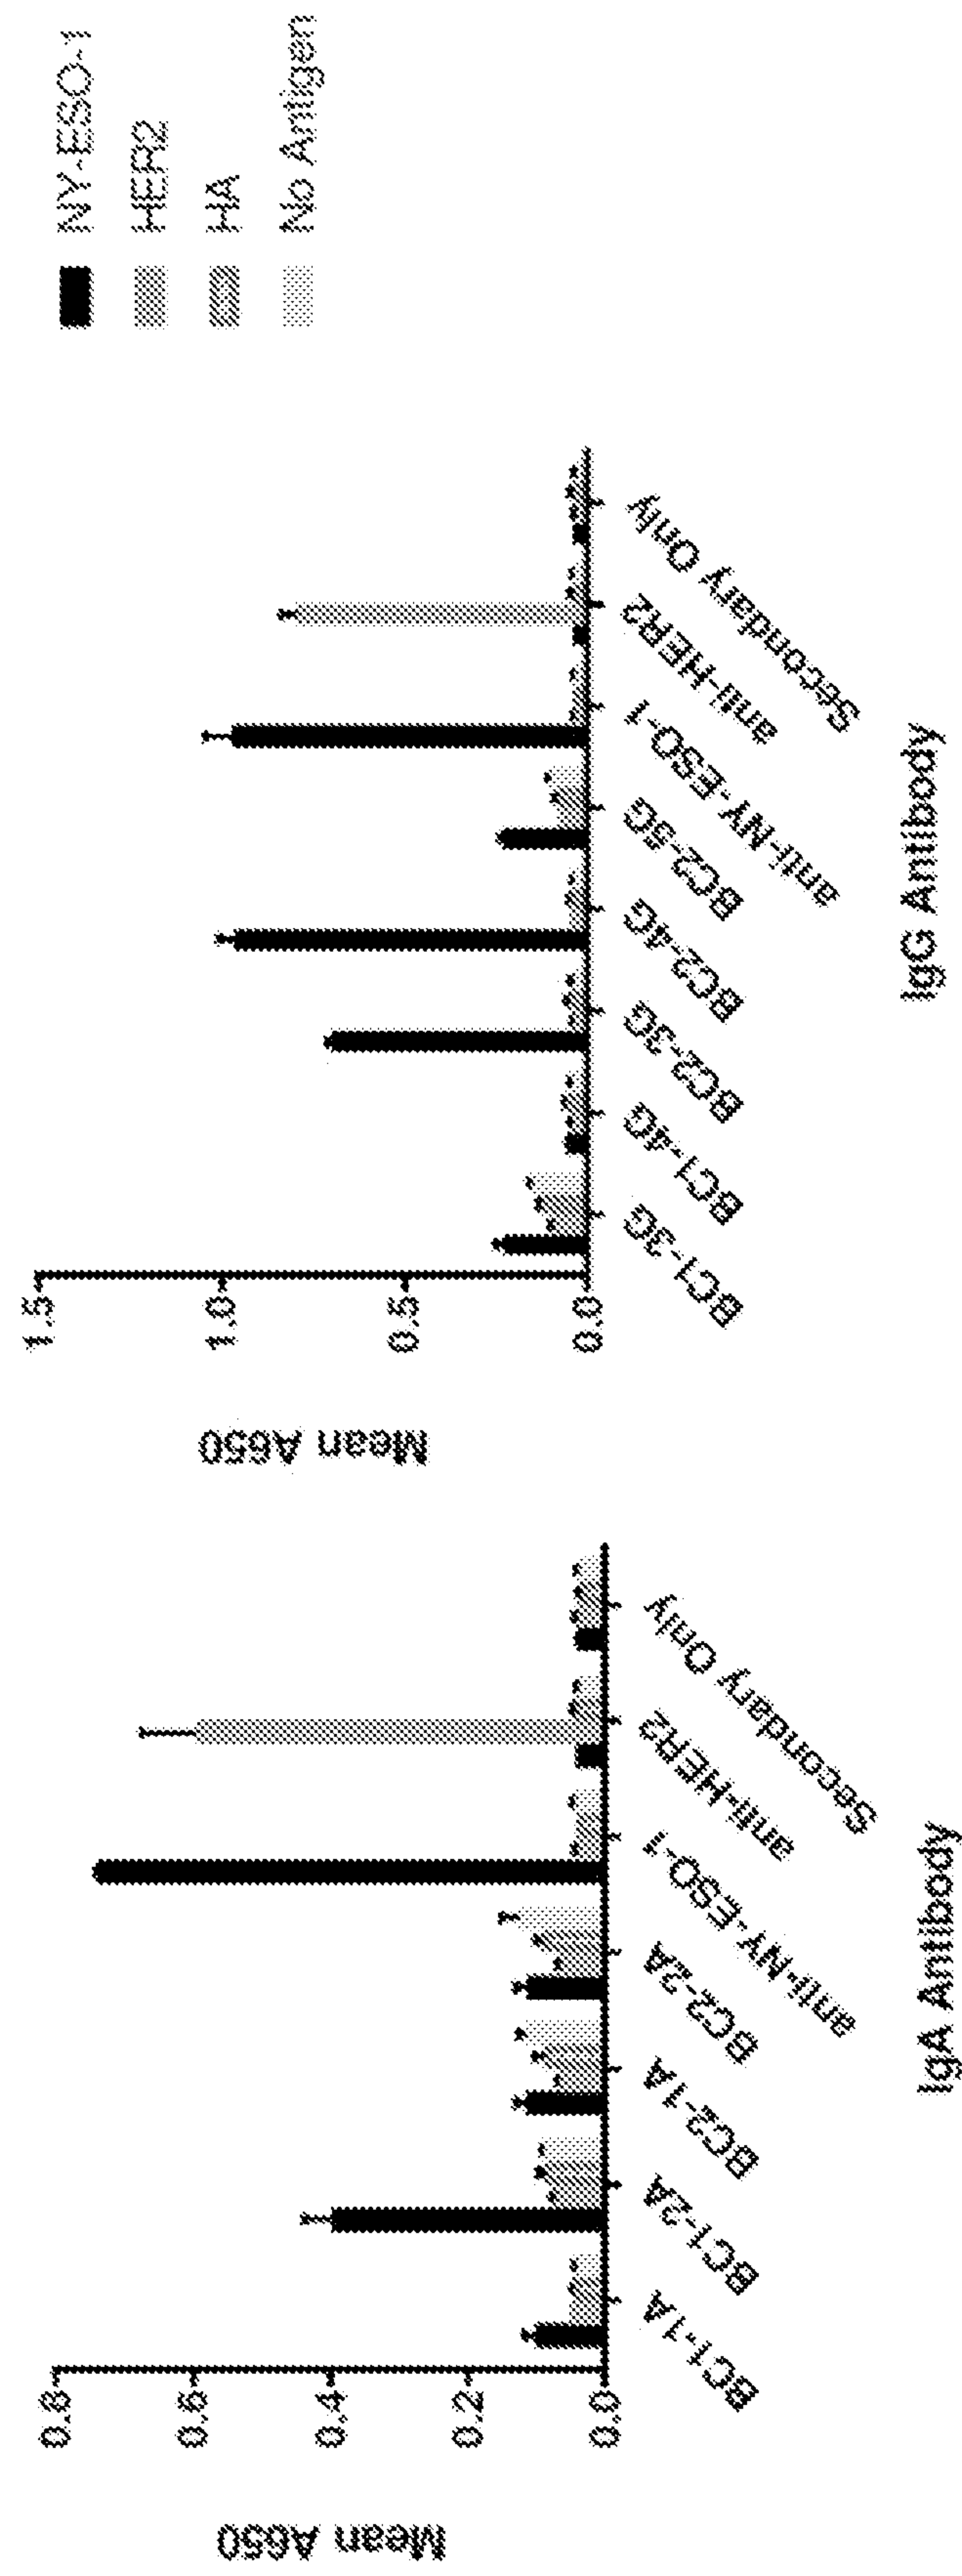 Mean A650
0.8
0.6
0.4
0.2
0.0
BC1-1A
BC1-2A
BC2-1A
BC2-2A
anti-NY-ESO-1
anti-HER2
Secondary Only
IgA Antibody
Mean A650
1.5
1.0
0.5
0.0
BC1-3G
BC1-4G
BC2-3G
BC2-4G
BC2-5G
anti-NY-ESO-1
anti-HER2
Secondary Only
IgG Antibody
NY-ESO-1
HER2
HA
No Antigen